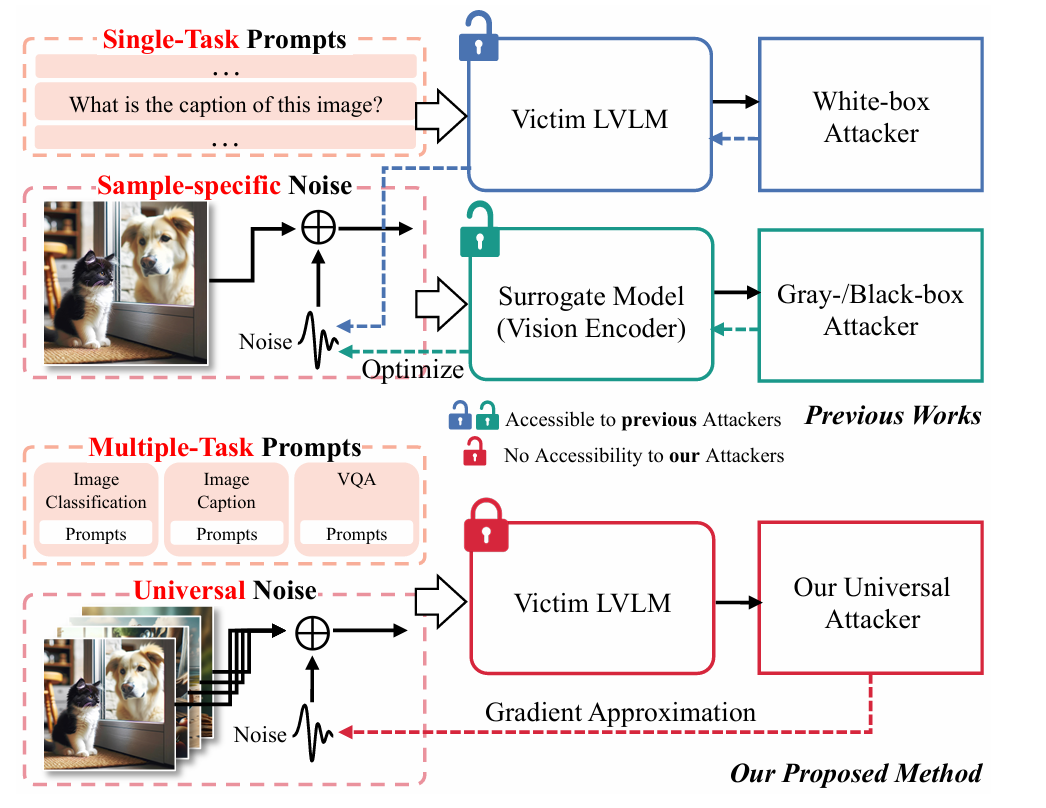 Single-Task Prompts
...
What is the caption of this image?
...
Victim LVLM
White-box
Attacker
Sample-specific Noise
Noise
Optimize
Surrogate Model
(Vision Encoder)
Gray-/Black-box
Attacker
Accessible to previous Attackers
No Accessibility to our Attackers
Previous Works
Multiple-Task Prompts
Image
Classification
Prompts
Image
Caption
Prompts
VQA
Prompts
Universal Noise
Noise
Victim LVLM
Our Universal
Attacker
Gradient Approximation
Our Proposed Method